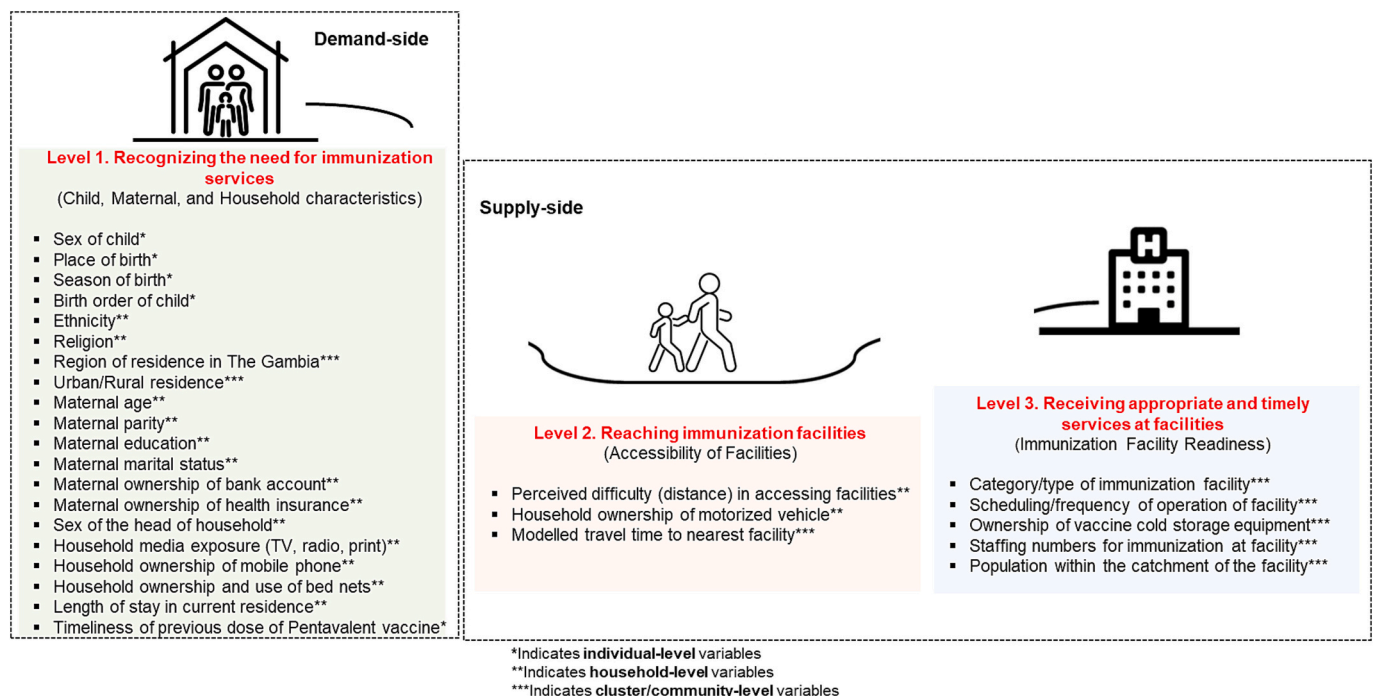 Demand-side
Level 1. Recognizing the need for immunization
services
(Child, Maternal, and Household characteristics)
▪ Sex of child*
▪ Place of birth*
▪ Season of birth*
▪ Birth order of child*
▪ Ethnicity**
▪ Religion**
▪ Region of residence in The Gambia***
▪ Urban/Rural residence***
▪ Maternal age**
▪ Maternal parity**
▪ Maternal education**
▪ Maternal marital status**
▪ Maternal ownership of bank account**
▪ Maternal ownership of health insurance**
▪ Sex of the head of household**
▪ Household media exposure (TV, radio, print)**
▪ Household ownership of mobile phone**
▪ Household ownership and use of bed nets**
▪ Length of stay in current residence**
▪ Timeliness of previous dose of Pentavalent vaccine*
Supply-side
Level 2. Reaching immunization facilities
(Accessibility of Facilities)
▪ Perceived difficulty (distance) in accessing facilities**
▪ Household ownership of motorized vehicle**
▪ Modelled travel time to nearest facility***
H
Level 3. Receiving appropriate and timely
services at facilities
(Immunization Facility Readiness)
▪ Category/type of immunization facility***
▪ Scheduling/frequency of operation of facility***
▪ Ownership of vaccine cold storage equipment***
▪ Staffing numbers for immunization at facility***
▪ Population within the catchment of the facility***
*Indicates individual-level variables
**Indicates household-level variables
***Indicates cluster/community-level variables